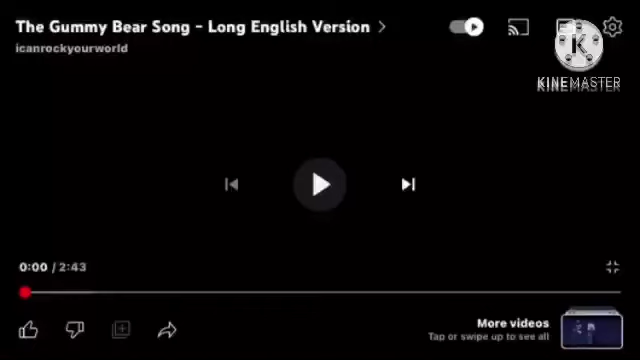 The Gummy Bear Song - Long English Version
icanrockyourworld
K
KINEMASTER
0:00 / 2:43
More videos
Tap or swipe up to see all